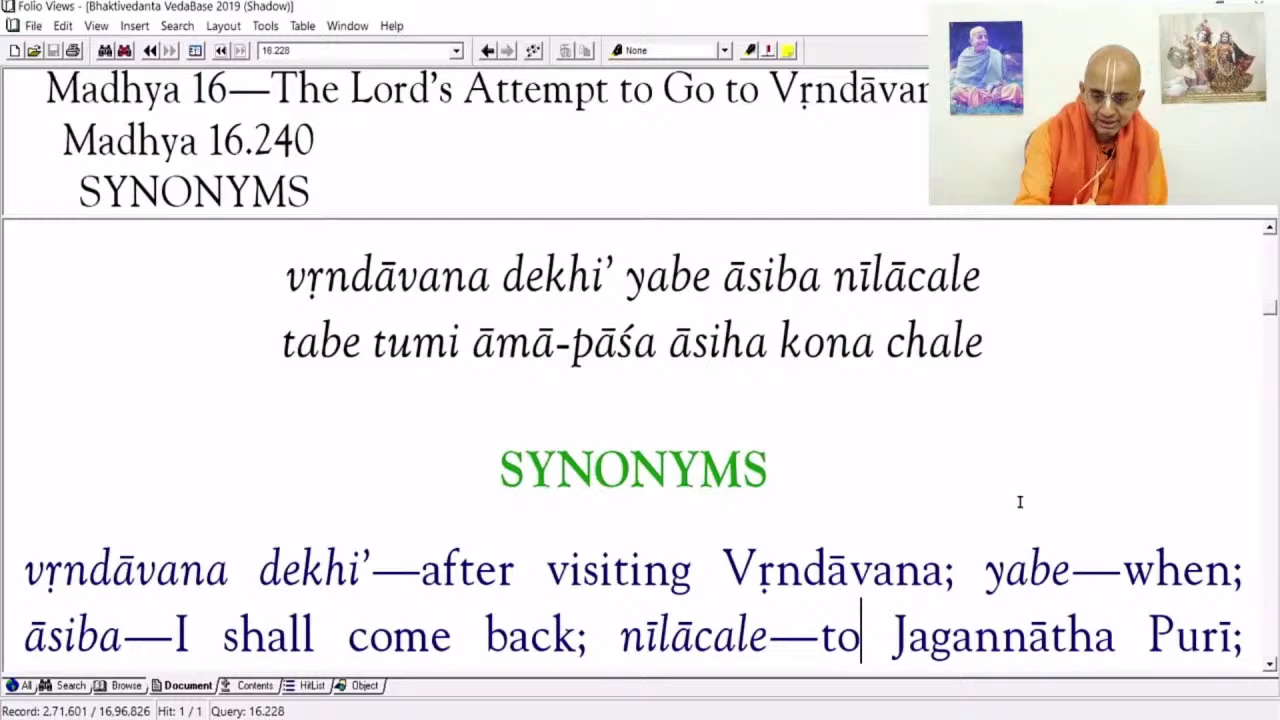 Folio Views - [Bhaktivedanta VedaBase 2019 (Shadow)]
File Edit View Insert Search Layout Tools Table Window Help
16.228 None
Madhya 16—The Lord's Attempt to Go to Vṛndāvan
Madhya 16.240
SYNONYMS
vṛndāvana dekhi’ yabe āsiba nīlācale
tabe tumi āmā-pāśa āsiha kona chale
SYNONYMS
vṛndāvana dekhi’—after visiting Vṛndāvana; yabe—when;
āsiba—I shall come back; nīlācale—to Jagannātha Purī;
All Search Browse Document Contents HitList Object
Record: 2,71,601 / 16,96,826 Hit: 1 / 1 Query: 16.228